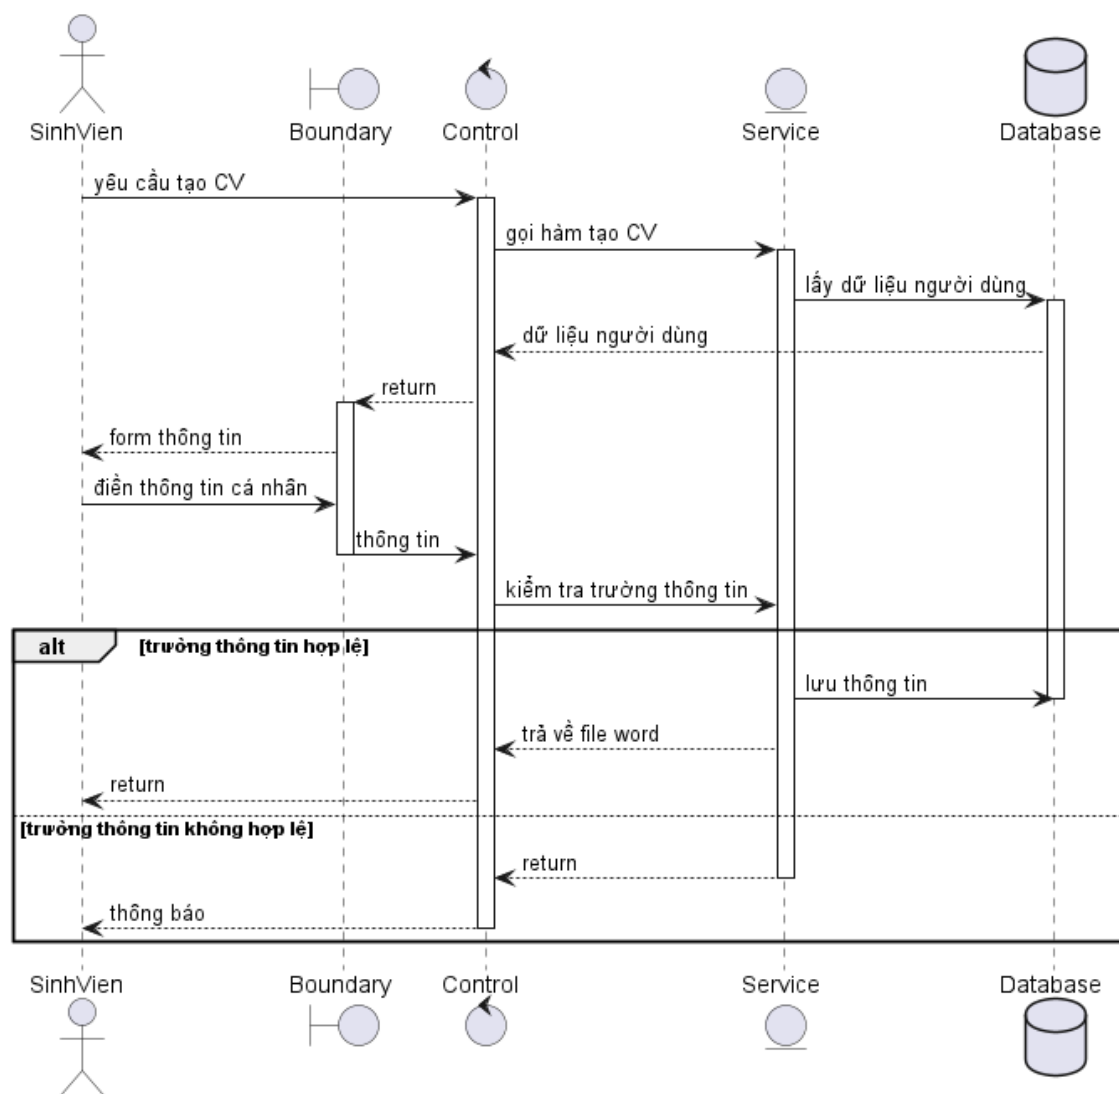 SinhVien
Boundary
Control
Service
Database
yêu cầu tạo CV
gọi hàm tạo CV
lấy dữ liệu người dùng
dữ liệu người dùng
return
form thông tin
điền thông tin cá nhân
thông tin
kiểm tra trường thông tin
alt
[trường thông tin hợp lệ]
lưu thông tin
trả về file word
return
[trường thông tin không hợp lệ]
return
thông báo
SinhVien
Boundary
Control
Service
Database